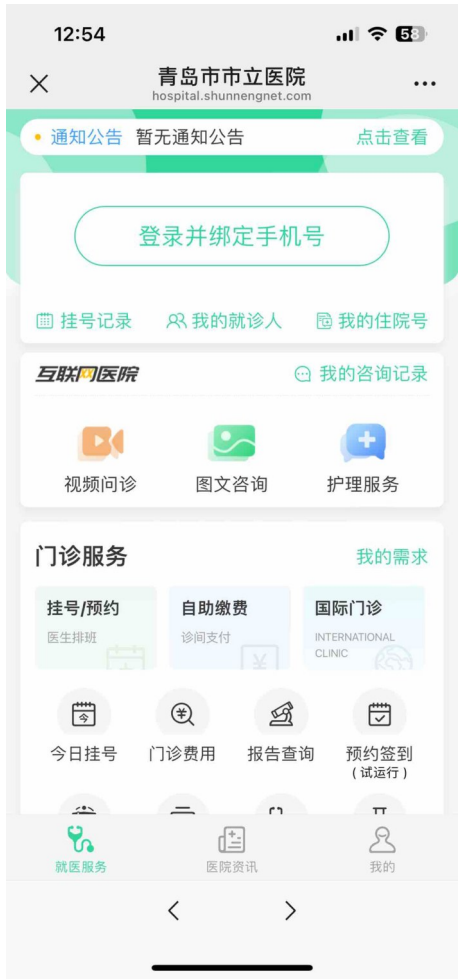 12:54
58
青岛市市立医院
hospital.shunnengnet.com
通知公告 暂无通知公告 点击查看
登录并绑定手机号
挂号记录 我的就诊人 我的住院号
互联网医院 我的咨询记录
视频问诊 图文咨询 护理服务
门诊服务 我的需求
挂号/预约 自助缴费 国际门诊
医生排班 诊间支付 INTERNATIONAL
CLINIC
今
今日挂号 门诊费用 报告查询 预约签到
(试运行)
就医服务 医院资讯 我的